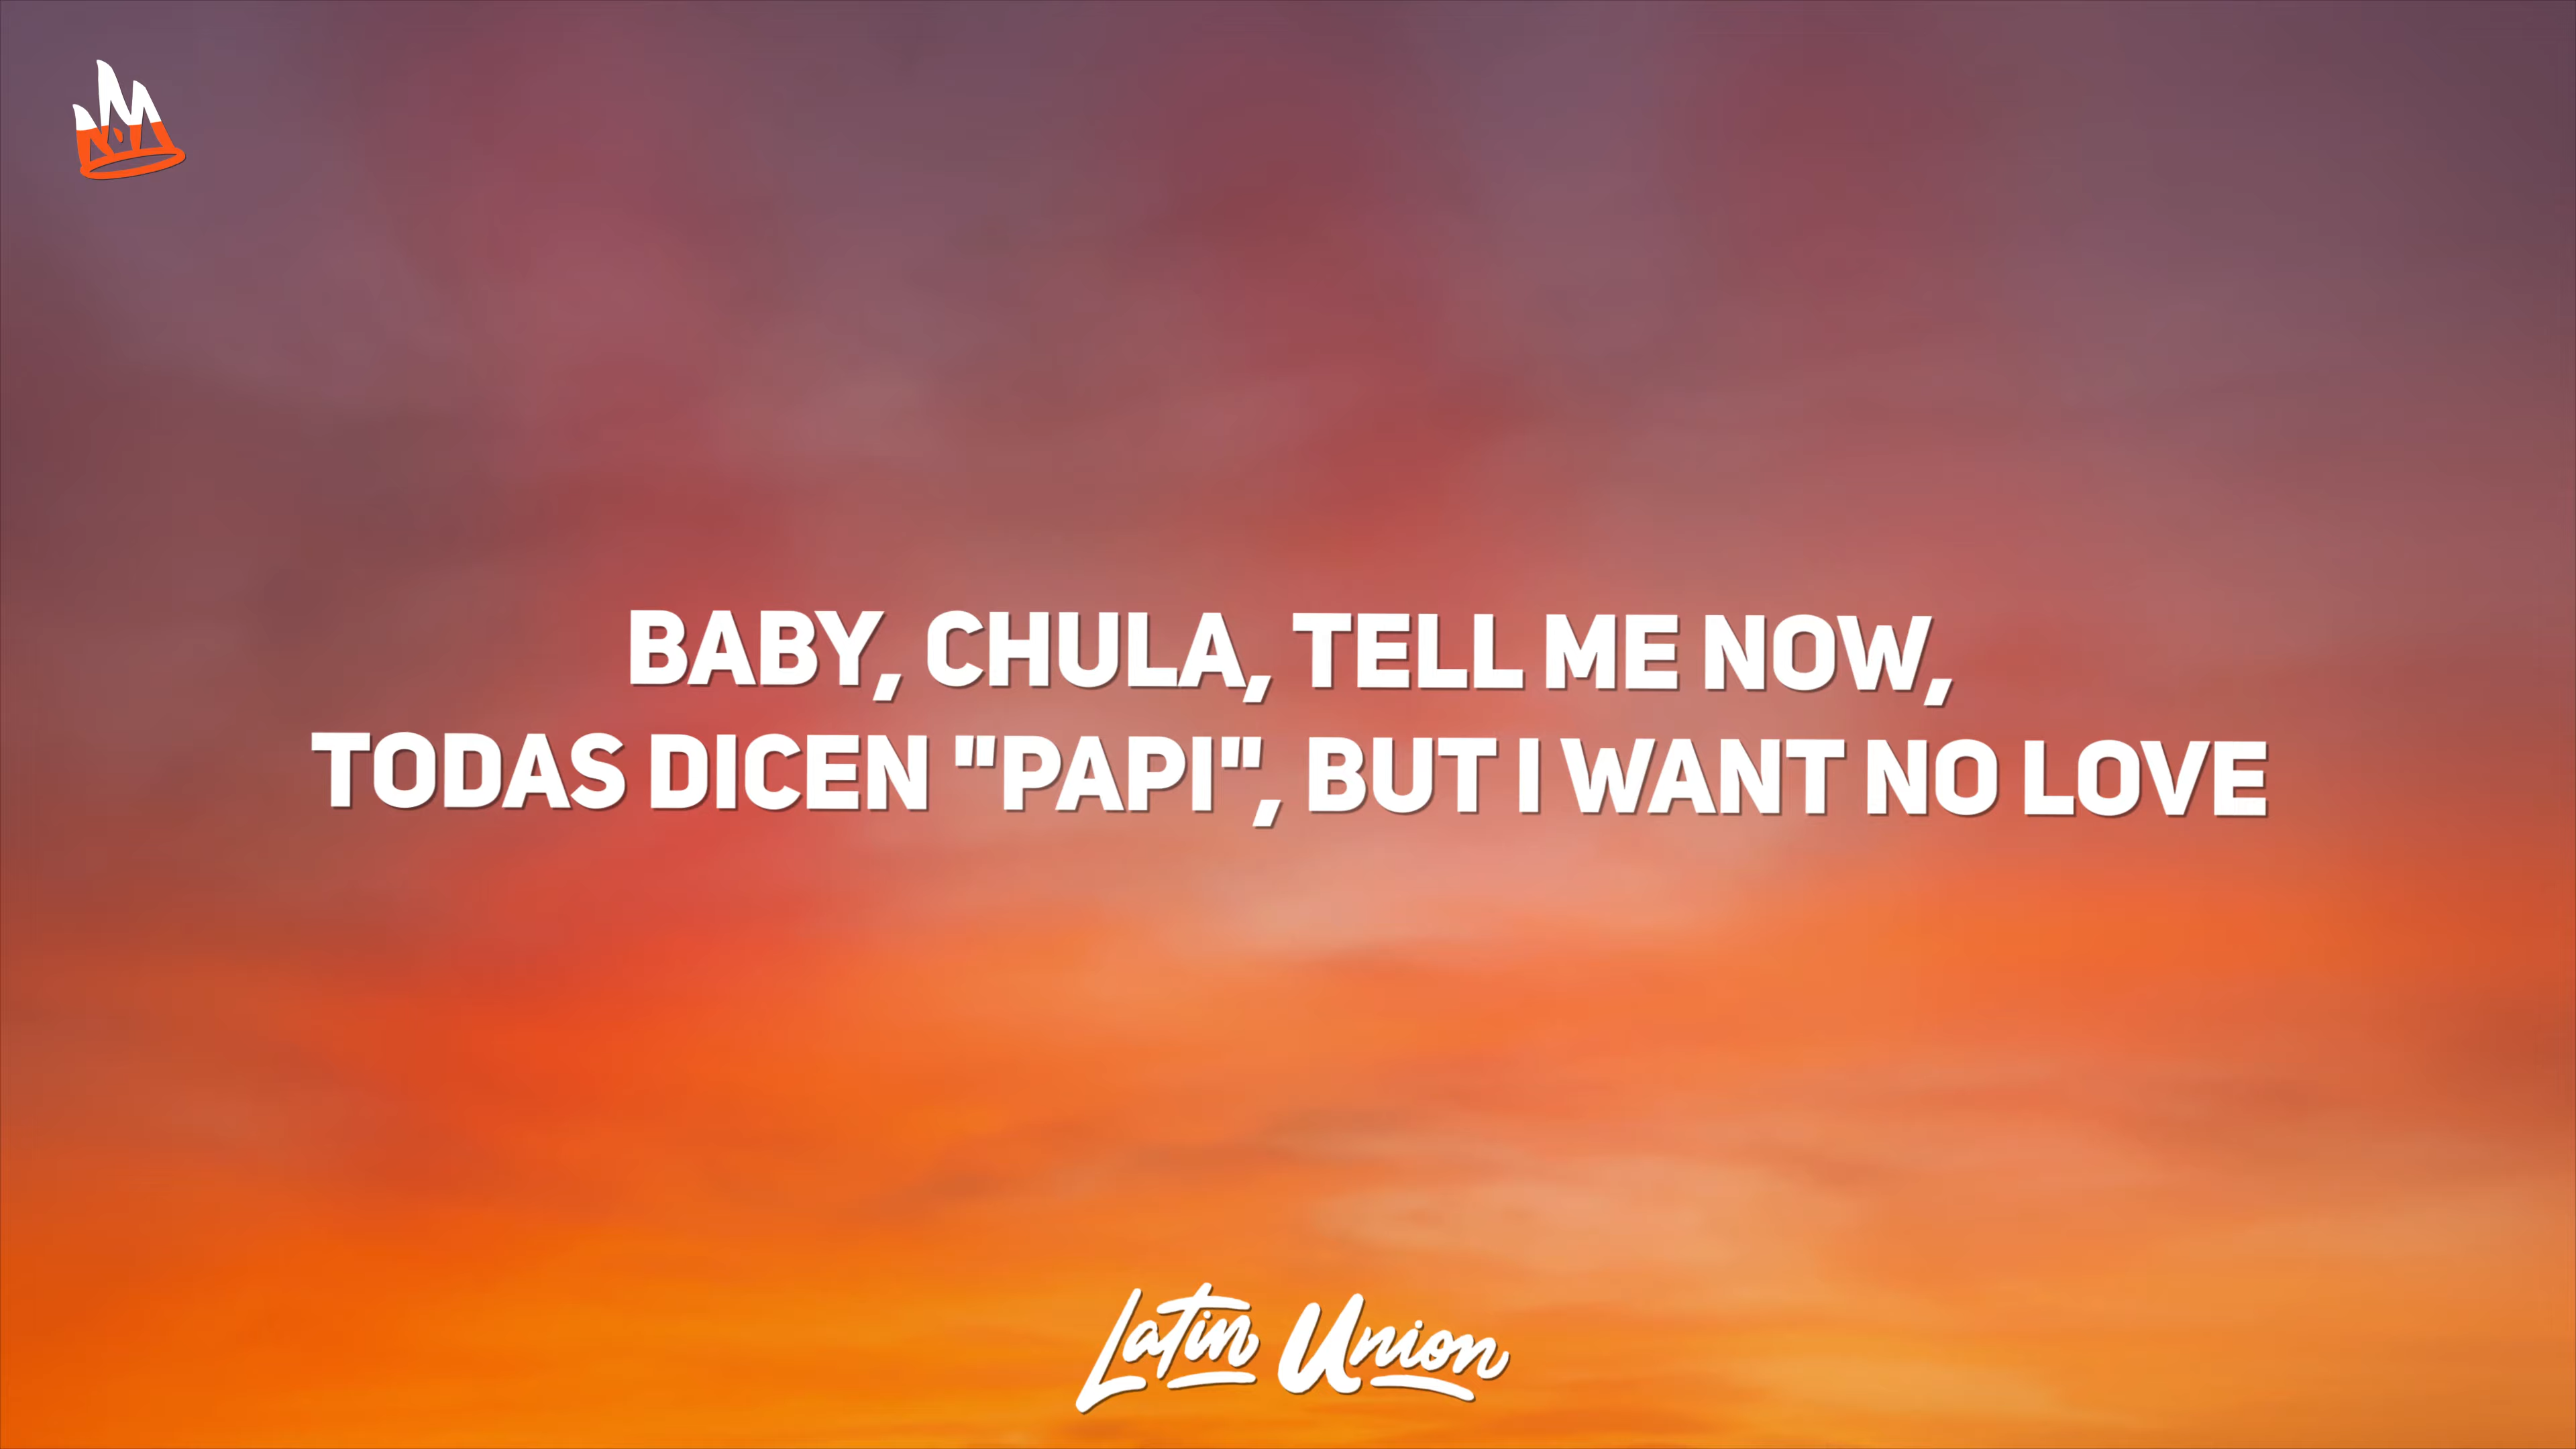 BABY, CHULA, TELL ME NOW,
TODAS DICEN "PAPI", BUT I WANT NO LOVE
Latin Union